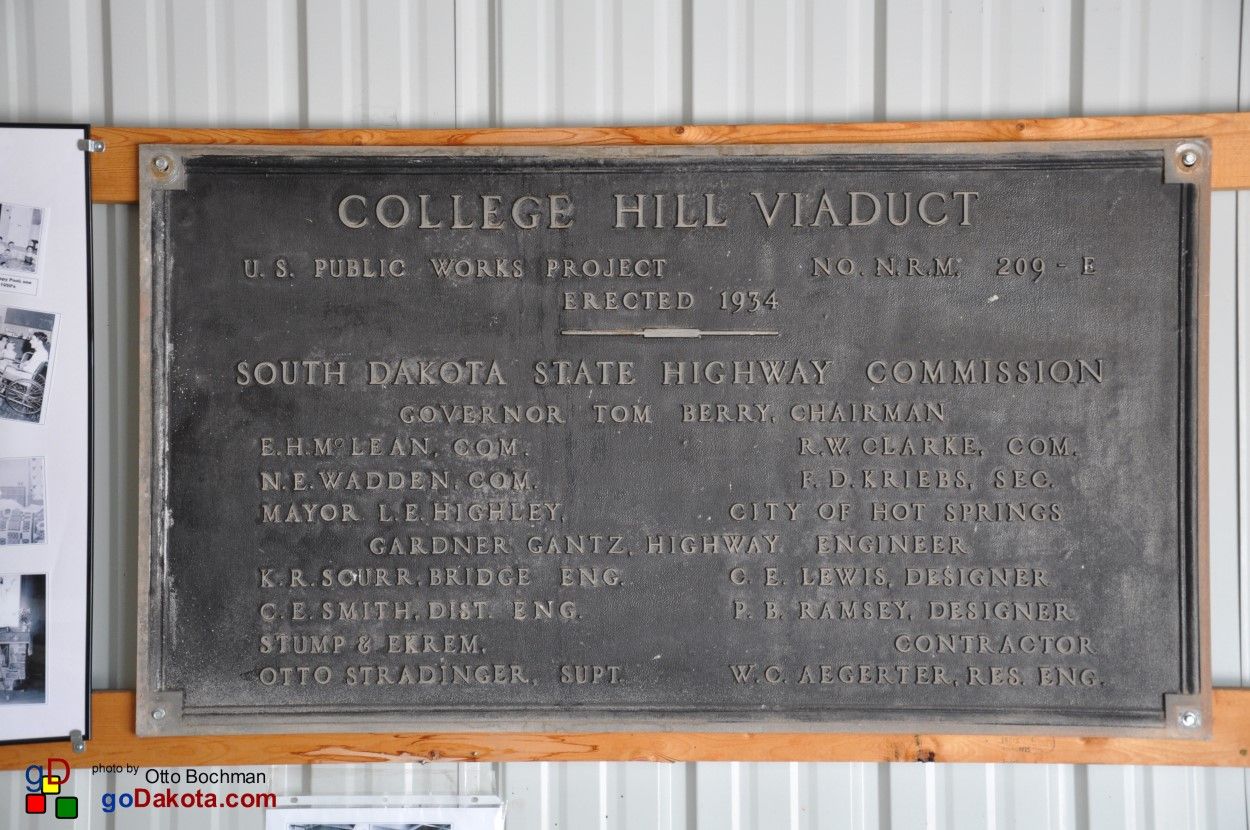 COLLEGE HILL VIADUCT
U. S. PUBLIC WORKS PROJECT NO. N.R.M. 209 - E
ERECTED 1934
SOUTH DAKOTA STATE HIGHWAY COMMISSION
GOVERNOR TOM BERRY, CHAIRMAN
E.H. McLEAN, COM. R.W. CLARKE, COM.
N.E. WADDEN, COM. F. D. KRIEBS, SEC.
MAYOR L.E. HIGHLEY, CITY OF HOT SPRINGS
GARDNER GANTZ, HIGHWAY ENGINEER
K.R. SCURR, BRIDGE ENG. C. E. LEWIS, DESIGNER
C.E. SMITH, DIST. ENG. P. B. RAMSEY, DESIGNER
STUMP & EKREM, CONTRACTOR
OTTO STRADINGER, SUPT. W.C. AEGERTER, RES. ENG.
gD
photo by Otto Bochman
goDakota.com